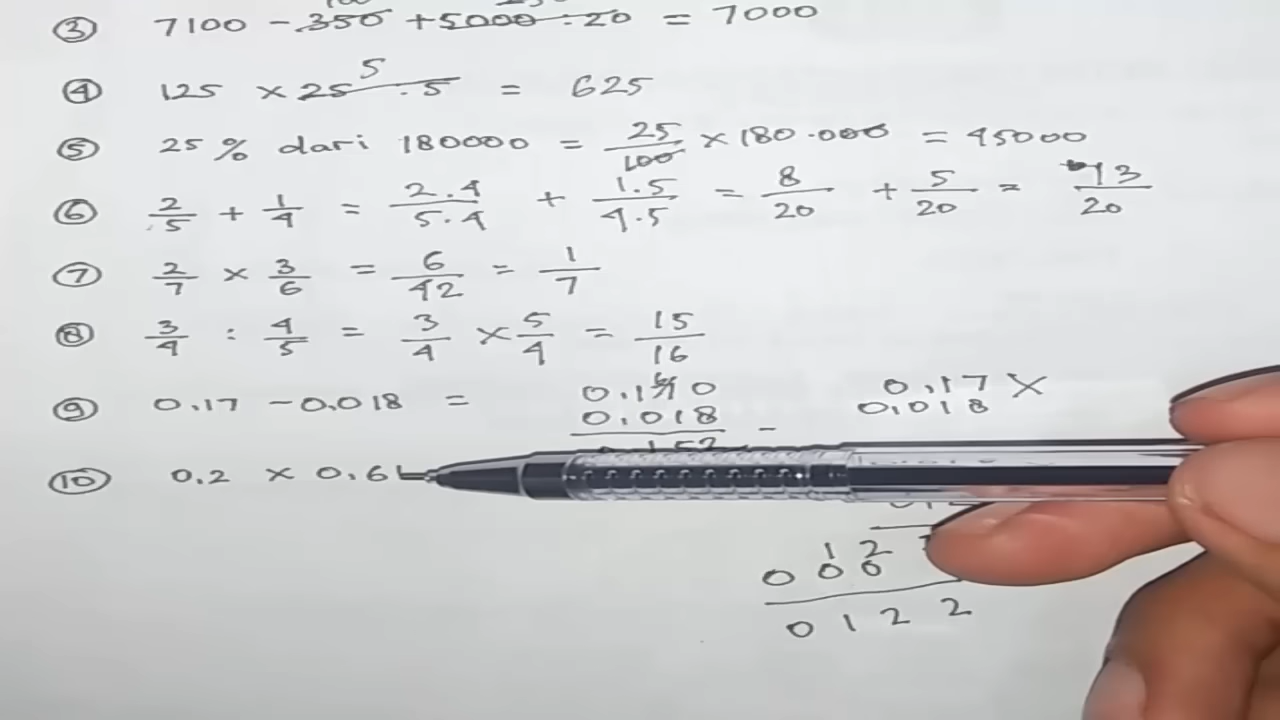 ③ 7100 - 350 + 5000 : 20 = 7000
5
④ 125 × 25 : 5 = 625
⑤ 25 % dari 180000 = 25/100 × 180.000 = 45000
⑥ 2/5 + 1/4 = 2.4/5.4 + 1.5/4.5 = 8/20 + 5/20 = 13/20
⑦ 2/7 × 3/6 = 6/42 = 1/7
⑧ 3/4 : 4/5 = 3/4 × 5/4 = 15/16
⑨ 0.17 - 0.018 = 0.170 0.17 ×
0.018 - 0.018
152
⑩ 0.2 × 0.6
1 2
0 0 0
0 1 2 2